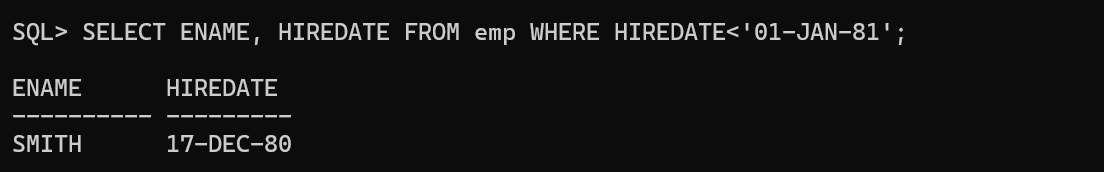 SQL> SELECT ENAME, HIREDATE FROM emp WHERE HIREDATE<'01-JAN-81';
ENAME      HIREDATE
---------- ---------
SMITH      17-DEC-80